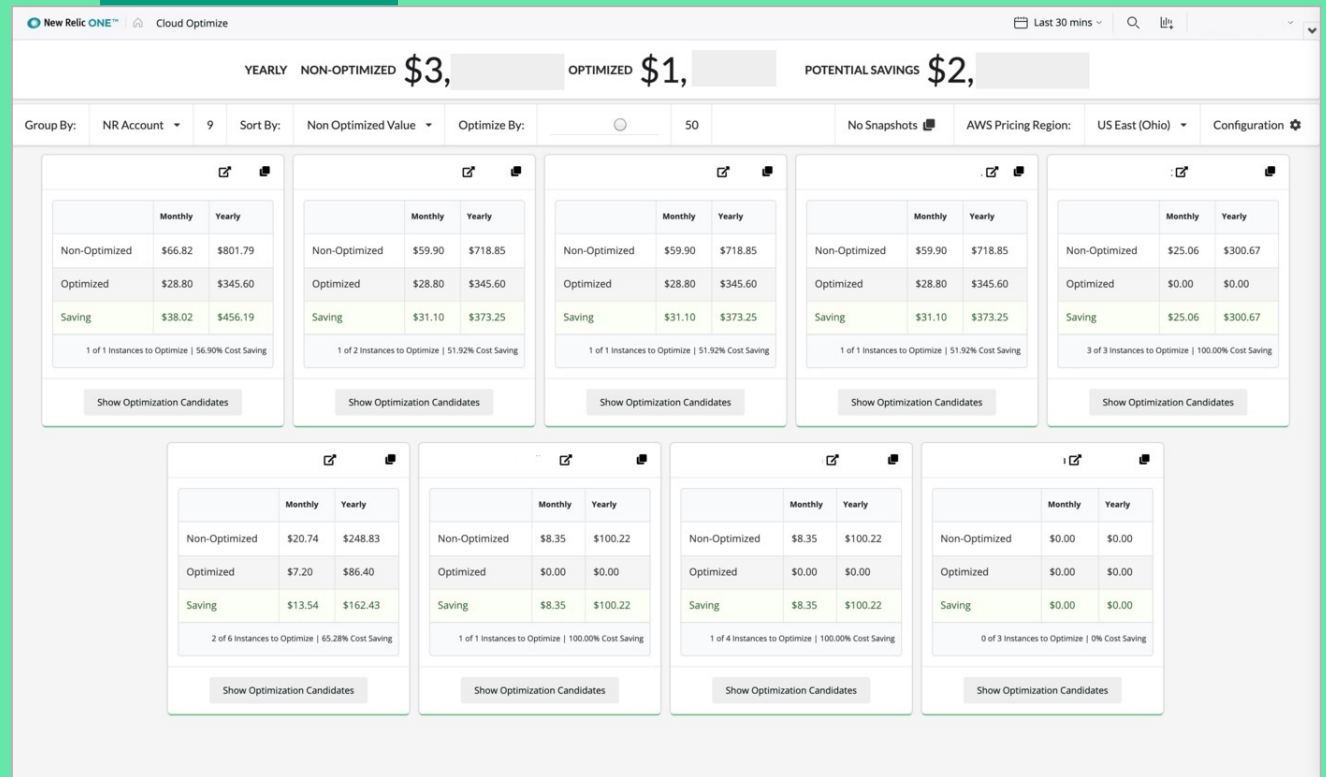 New Relic ONE™ Cloud Optimize Last 30 mins
YEARLY NON-OPTIMIZED $3, OPTIMIZED $1, POTENTIAL SAVINGS $2,
Group By: NR Account 9 Sort By: Non Optimized Value Optimize By: 50 No Snapshots AWS Pricing Region: US East (Ohio) Configuration
Monthly Yearly
Non-Optimized $66.82 $801.79
Optimized $28.80 $345.60
Saving $38.02 $456.19
1 of 1 Instances to Optimize | 56.90% Cost Saving
Show Optimization Candidates
Monthly Yearly
Non-Optimized $59.90 $718.85
Optimized $28.80 $345.60
Saving $31.10 $373.25
1 of 2 Instances to Optimize | 51.92% Cost Saving
Show Optimization Candidates
Monthly Yearly
Non-Optimized $59.90 $718.85
Optimized $28.80 $345.60
Saving $31.10 $373.25
1 of 1 Instances to Optimize | 51.92% Cost Saving
Show Optimization Candidates
Monthly Yearly
Non-Optimized $59.90 $718.85
Optimized $28.80 $345.60
Saving $31.10 $373.25
1 of 1 Instances to Optimize | 51.92% Cost Saving
Show Optimization Candidates
Monthly Yearly
Non-Optimized $25.06 $300.67
Optimized $0.00 $0.00
Saving $25.06 $300.67
3 of 3 Instances to Optimize | 100.00% Cost Saving
Show Optimization Candidates
Monthly Yearly
Non-Optimized $20.74 $248.83
Optimized $7.20 $86.40
Saving $13.54 $162.43
2 of 6 Instances to Optimize | 65.28% Cost Saving
Show Optimization Candidates
Monthly Yearly
Non-Optimized $8.35 $100.22
Optimized $0.00 $0.00
Saving $8.35 $100.22
1 of 1 Instances to Optimize | 100.00% Cost Saving
Show Optimization Candidates
Monthly Yearly
Non-Optimized $8.35 $100.22
Optimized $0.00 $0.00
Saving $8.35 $100.22
1 of 4 Instances to Optimize | 100.00% Cost Saving
Show Optimization Candidates
Monthly Yearly
Non-Optimized $0.00 $0.00
Optimized $0.00 $0.00
Saving $0.00 $0.00
0 of 3 Instances to Optimize | 0% Cost Saving
Show Optimization Candidates